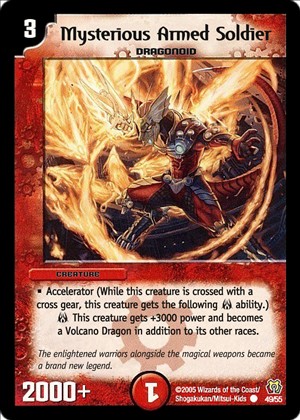 3
Mysterious Armed Soldier
DRAGONOID
CREATURE
▪ Accelerator (While this creature is crossed with a
cross gear, this creature gets the following ability.)
This creature gets +3000 power and becomes
a Volcano Dragon in addition to its other races.
The enlightened warriors alongside the magical weapons became
a brand new legend.
2000+
1
©2005 Wizards of the Coast/
Shogakukan/Mitsui-Kids
49/55